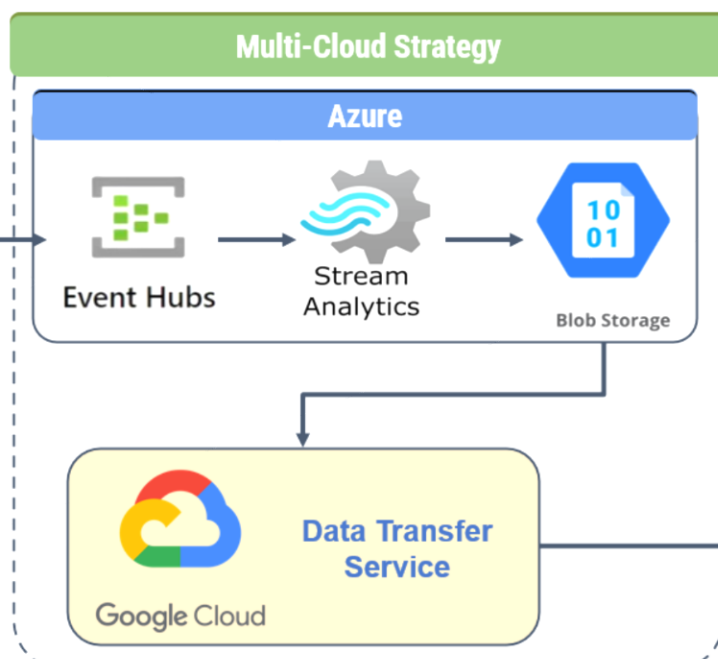 Multi-Cloud Strategy
Azure
Event Hubs
Stream
Analytics
10
01
Blob Storage
Google Cloud
Data Transfer
Service